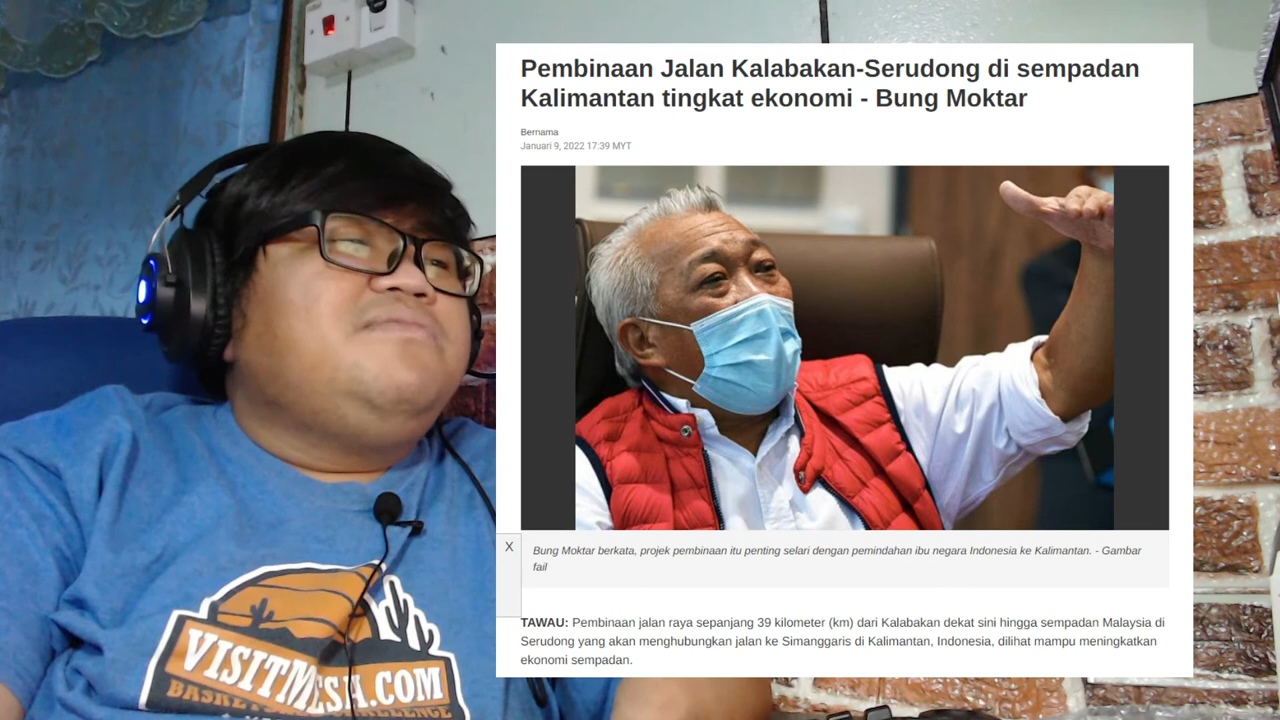 Pembinaan Jalan Kalabakan-Serudong di sempadan
Kalimantan tingkat ekonomi - Bung Moktar
Bernama
Januari 9, 2022 17:39 MYT
X
Bung Moktar berkata, projek pembinaan itu penting selari dengan pemindahan ibu negara Indonesia ke Kalimantan. - Gambar
fail
TAWAU: Pembinaan jalan raya sepanjang 39 kilometer (km) dari Kalabakan dekat sini hingga sempadan Malaysia di
Serudong yang akan menghubungkan jalan ke Simanggaris di Kalimantan, Indonesia, dilihat mampu meningkatkan
ekonomi sempadan.
VISITMESA.COM